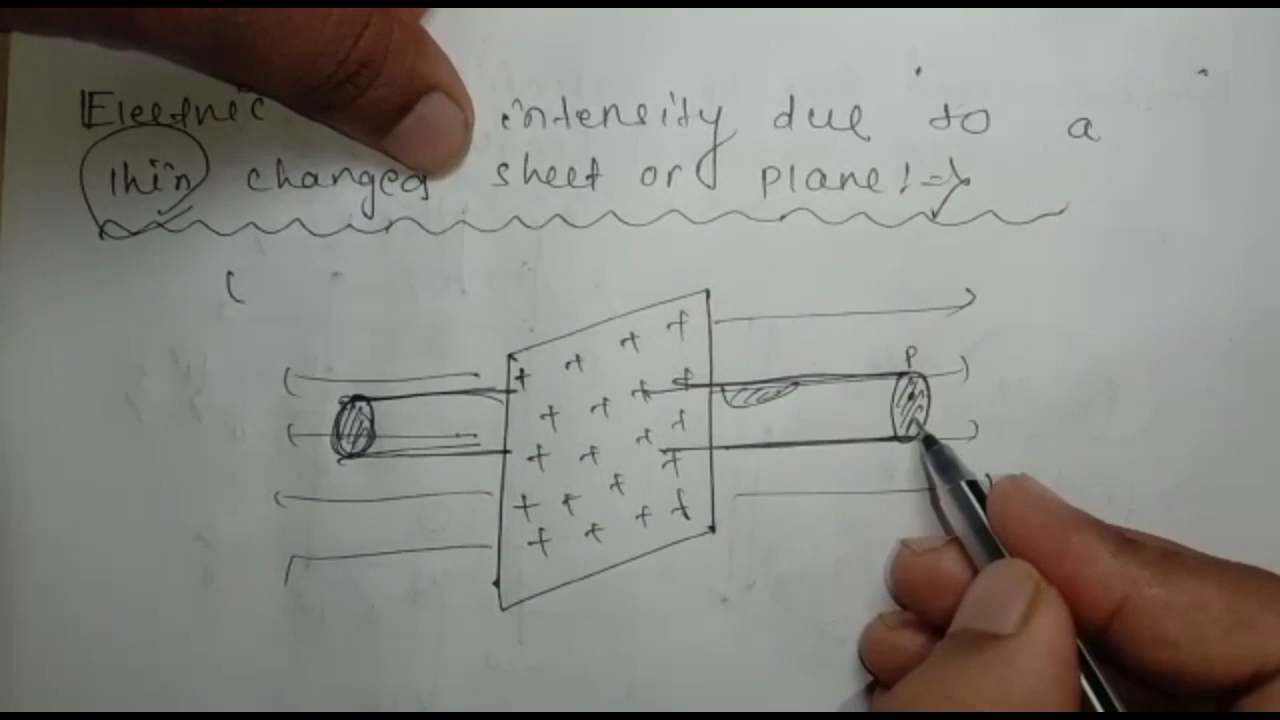 Electric intensity due to a
thin charged sheet or plane:⇒
P